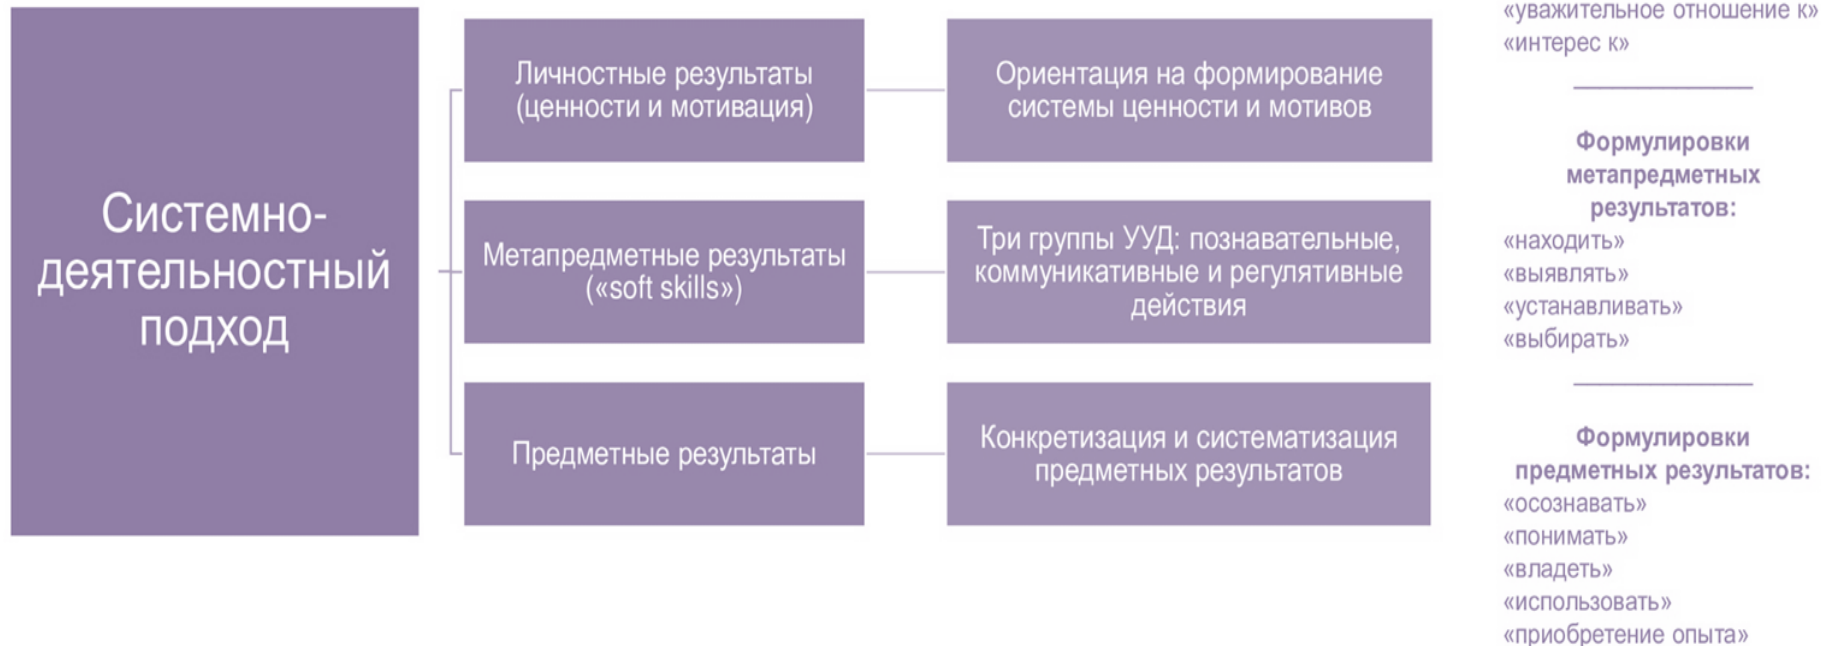 Системно-
деятельностный
подход
Личностные результаты
(ценности и мотивация)
Ориентация на формирование
системы ценности и мотивов
Метапредметные результаты
(«soft skills»)
Три группы УУД: познавательные,
коммуникативные и регулятивные
действия
Предметные результаты
Конкретизация и систематизация
предметных результатов
«уважительное отношение к»
«интерес к»
Формулировки
метапредметных
результатов:
«находить»
«выявлять»
«устанавливать»
«выбирать»
Формулировки
предметных результатов:
«осознавать»
«понимать»
«владеть»
«использовать»
«приобретение опыта»